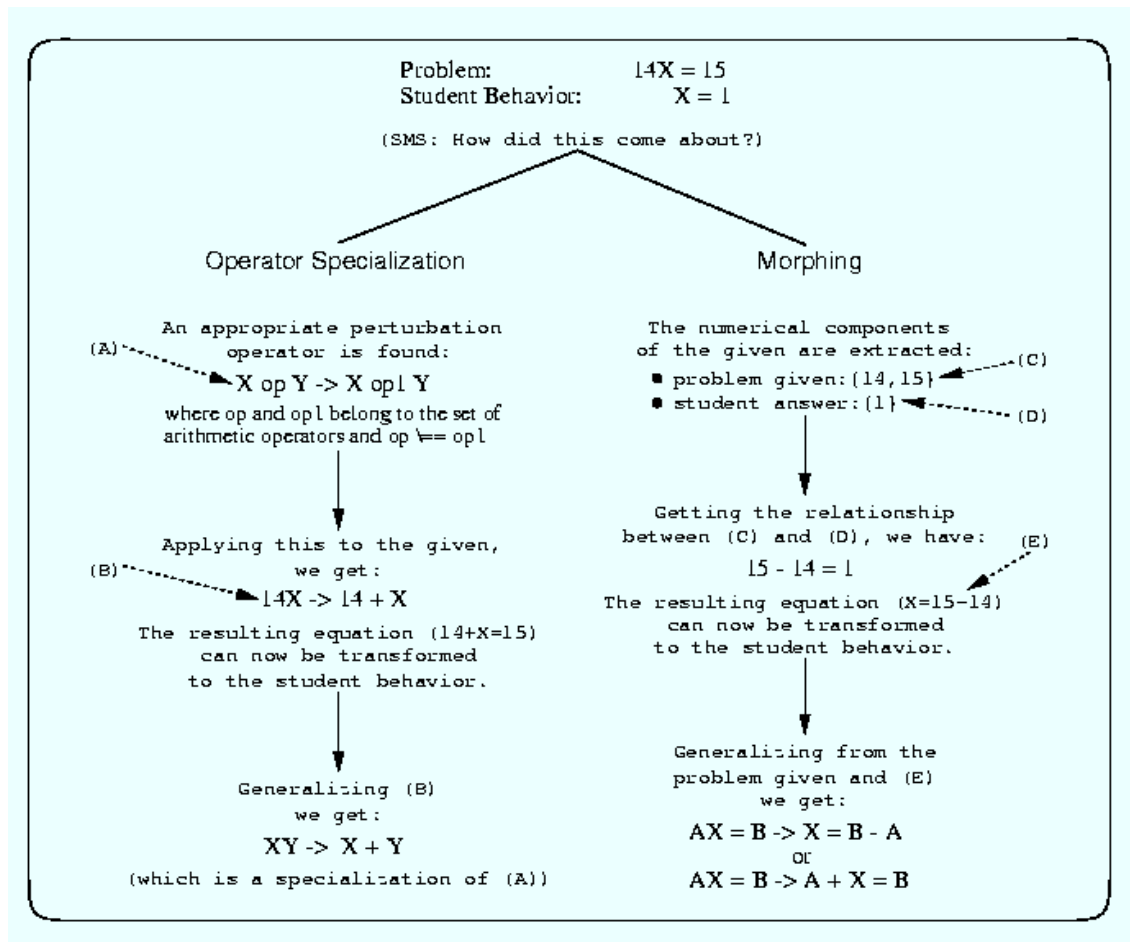 Problem: 14X = 15
Student Behavior: X = 1
(SMS: How did this come about?)
Operator Specialization
An appropriate perturbation
operator is found:
(A)
X op Y -> X op1 Y
where op and op1 belong to the set of
arithmetic operators and op \== op1
Applying this to the given,
we get:
(B)
14X -> 14 + X
The resulting equation (14+X=15)
can now be transformed
to the student behavior.
Generalizing (B)
we get:
XY -> X + Y
(which is a specialization of (A))
Morphing
The numerical components
of the given are extracted:
(C)
• problem given:{14,15}
• student answer:{1}
(D)
Getting the relationship
between (C) and (D), we have:
(E)
15 - 14 = 1
The resulting equation (X=15-14)
can now be transformed
to the student behavior.
Generalizing from the
problem given and (E)
we get:
AX = B -> X = B - A
or
AX = B -> A + X = B